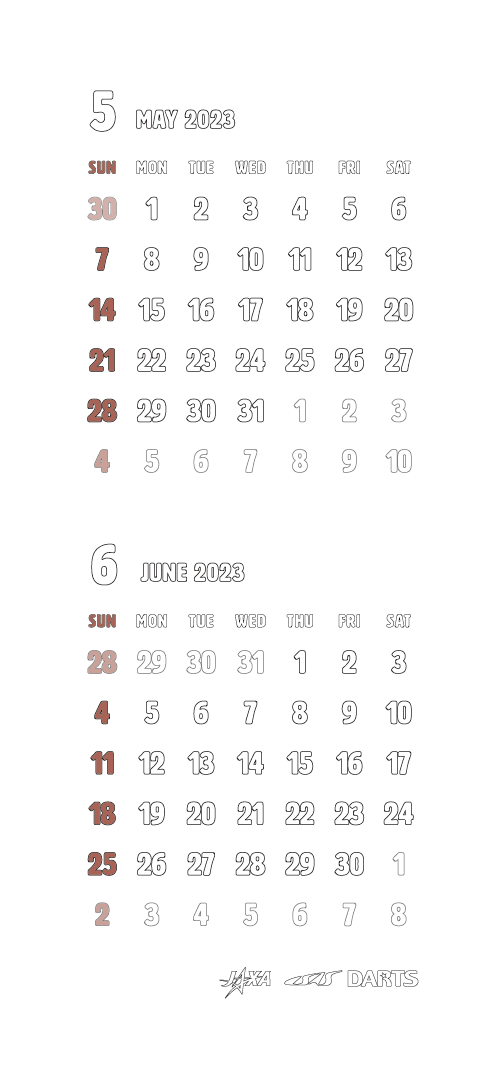 5 MAY 2023
SUN MON TUE WED THU FRI SAT
30 1 2 3 4 5 6
7 8 9 10 11 12 13
14 15 16 17 18 19 20
21 22 23 24 25 26 27
28 29 30 31 1 2 3
4 5 6 7 8 9 10
6 JUNE 2023
SUN MON TUE WED THU FRI SAT
28 29 30 31 1 2 3
4 5 6 7 8 9 10
11 12 13 14 15 16 17
18 19 20 21 22 23 24
25 26 27 28 29 30 1
2 3 4 5 6 7 8
JAXA ISAS DARTS